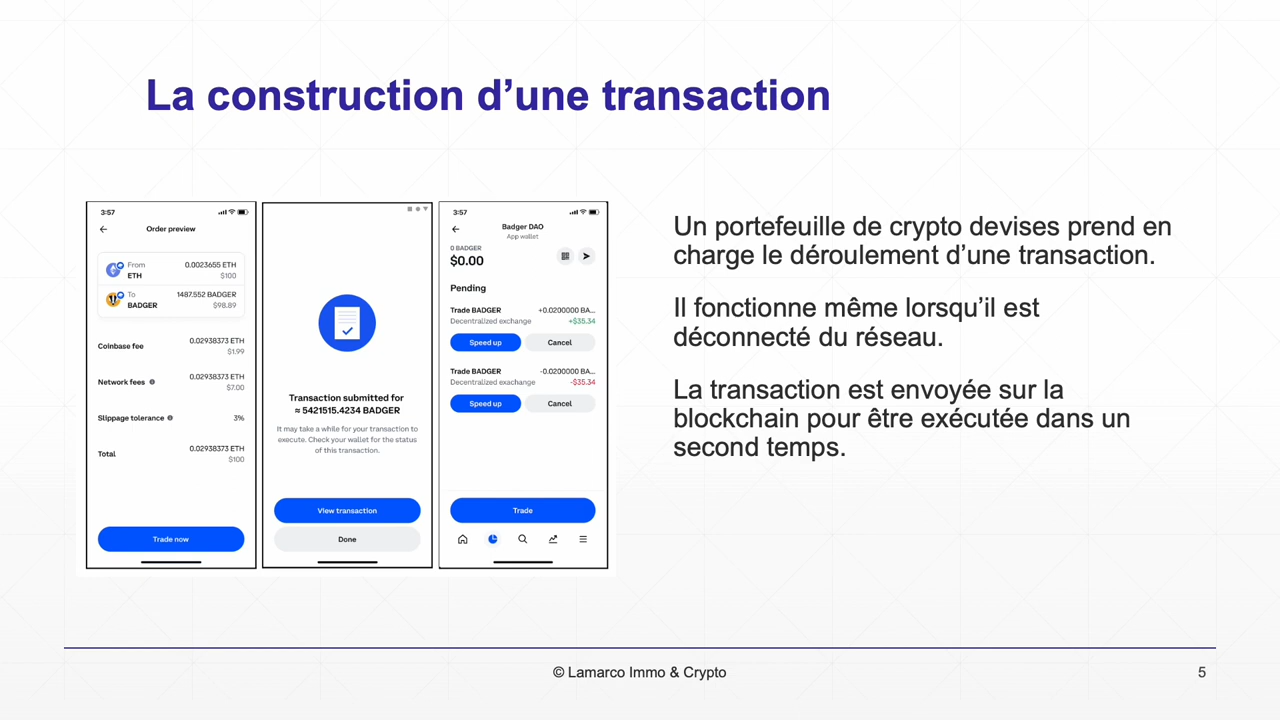 La construction d’une transaction
3:57
Order preview
From
0.0023655 ETH
ETH
$100
To
1487.552 BADGER
BADGER
$98.89
Coinbase fee
0.02938373 ETH
$1.99
Network fees
0.02938373 ETH
$7.00
Slippage tolerance
3%
Total
0.02938373 ETH
$100
Trade now
Transaction submitted for
≈ 5421515.4234 BADGER
It may take a while for your transaction to
execute. Check your wallet for the status
of this transaction.
View transaction
Done
3:57
Badger DAO
App wallet
0 BADGER
$0.00
Pending
Trade BADGER
+0.0200000 BA...
Decentralized exchange
+$35.34
Speed up
Cancel
Trade BADGER
-0.0200000 BA...
Decentralized exchange
-$35.34
Speed up
Cancel
Trade
Un portefeuille de crypto devises prend en
charge le déroulement d’une transaction.
Il fonctionne même lorsqu’il est
déconnecté du réseau.
La transaction est envoyée sur la
blockchain pour être exécutée dans un
second temps.
© Lamarco Immo & Crypto
5